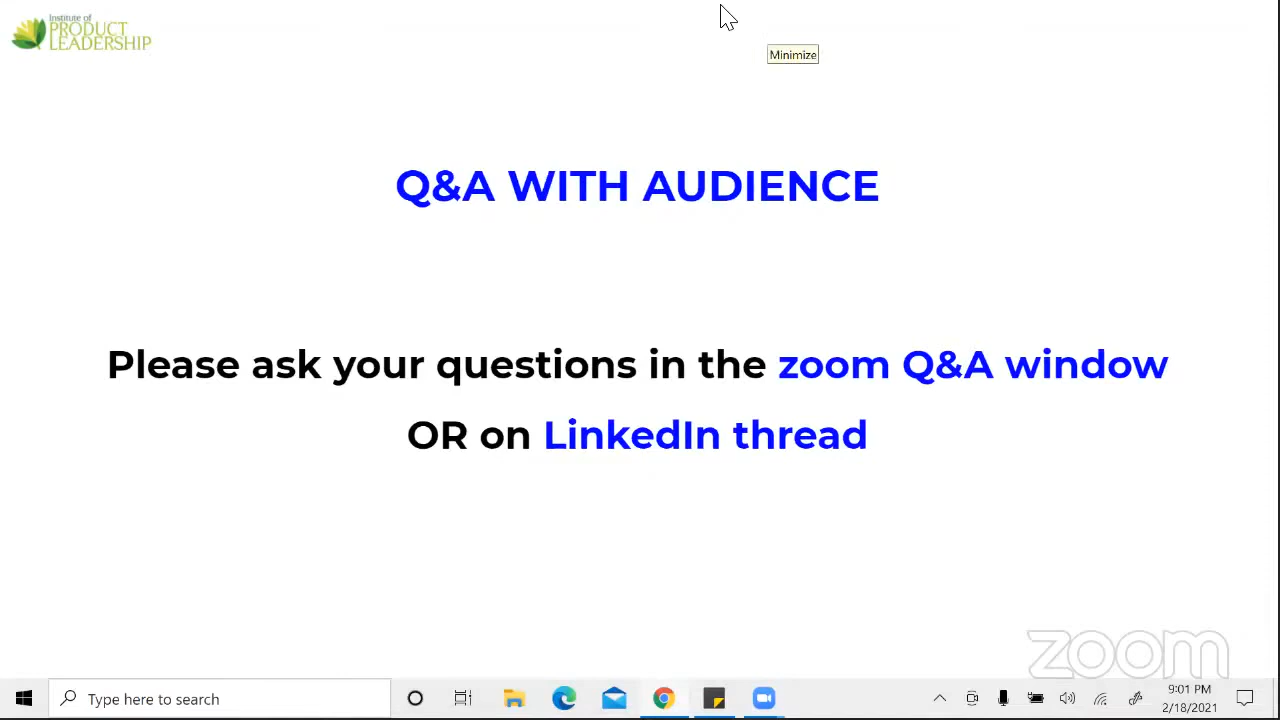 Institute of
PRODUCT
LEADERSHIP
Minimize
Q&A WITH AUDIENCE
Please ask your questions in the zoom Q&A window
OR on LinkedIn thread
zoom
Type here to search
9:01 PM
2/18/2021